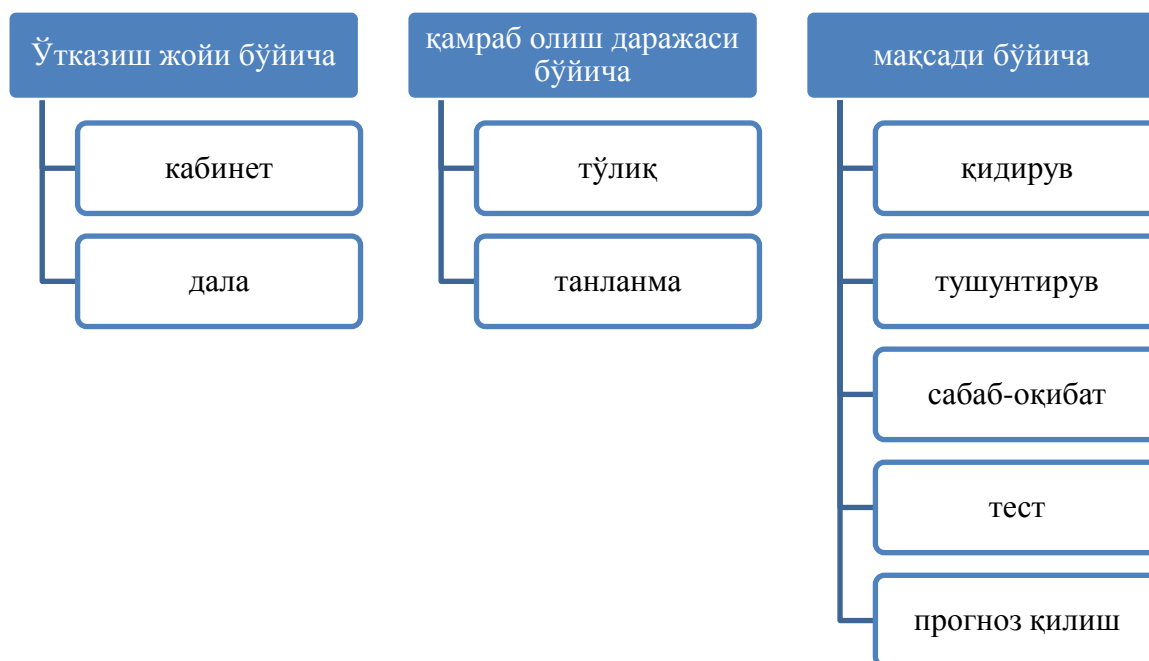 Ўтказиш жойи бўйича
кабинет
дала
қамраб олиш даражаси
бўйича
тўлиқ
танланма
мақсади бўйича
қидирув
тушунтирув
сабаб-оқибат
тест
прогноз қилиш